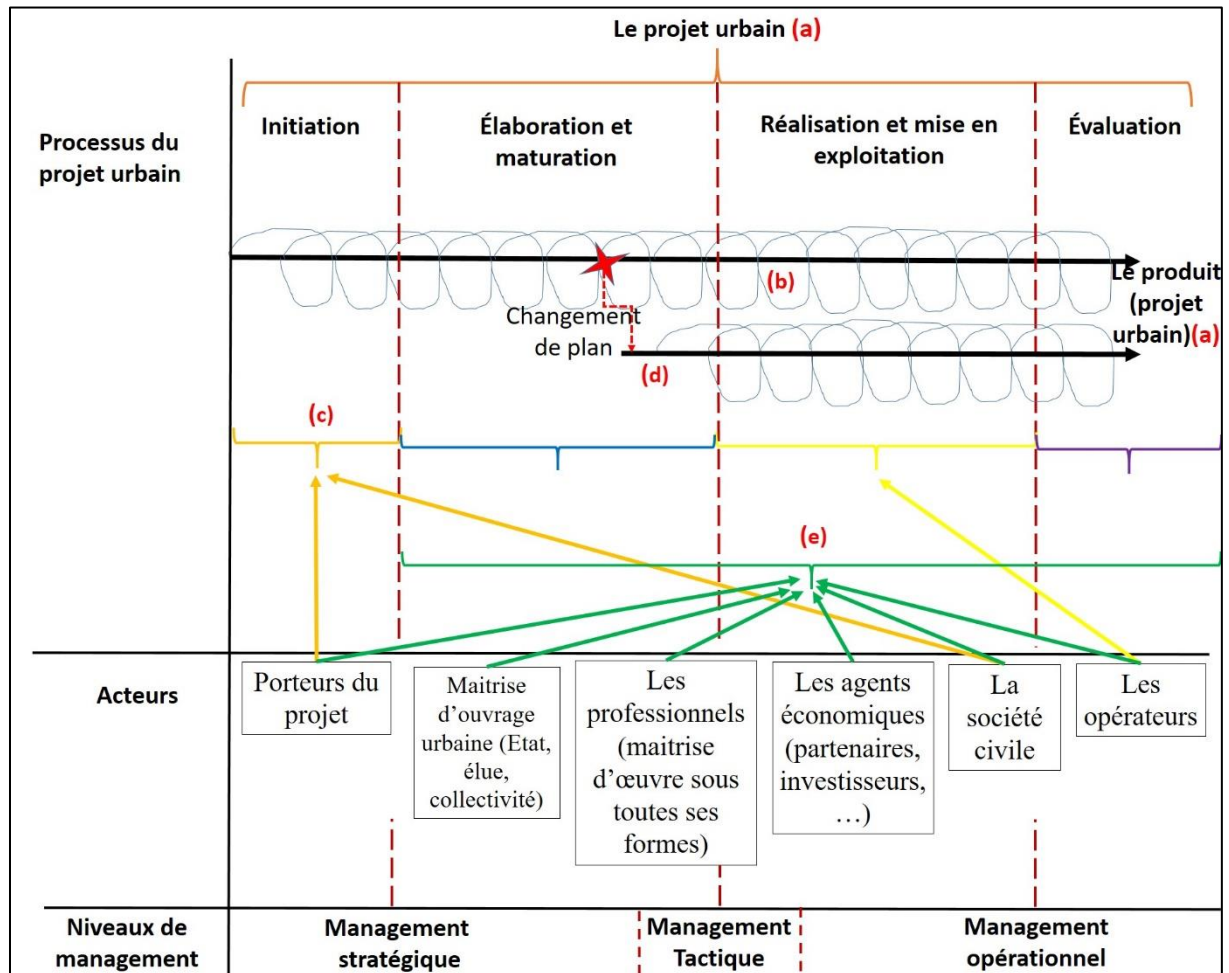 Le projet urbain (a)
Processus du
projet urbain
Initiation
Élaboration et
maturation
Réalisation et mise en
exploitation
Évaluation
(b)
Le produit
(projet
urbain)(a)
Changement
de plan
(d)
(c)
(e)
Acteurs
Porteurs du
projet
Maitrise
d'ouvrage
urbaine (Etat,
élue,
collectivité)
Les
professionnels
(maitrise
d'œuvre sous
toutes ses
formes)
Les agents
économiques
(partenaires,
investisseurs,
…)
La
société
civile
Les
opérateurs
Niveaux de
management
Management
stratégique
Management
Tactique
Management
opérationnel